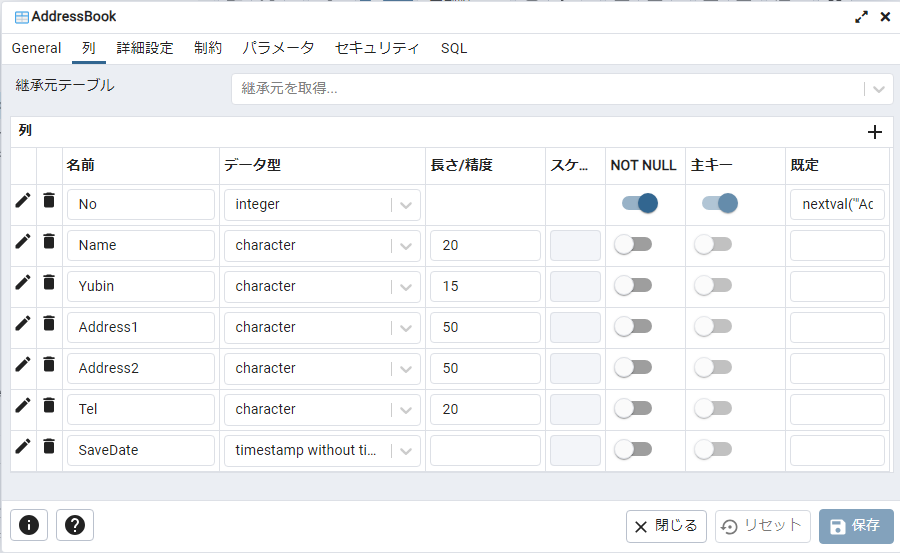 AddressBook
General 列 詳細設定 制約 パラメータ セキュリティ SQL
継承元テーブル 継承元を取得...
列
名前 データ型 長さ/精度 スケ... NOT NULL 主キー 既定
No integer nextval('"Ac
Name character 20
Yubin character 15
Address1 character 50
Address2 character 50
Tel character 20
SaveDate timestamp without ti...
閉じる リセット 保存